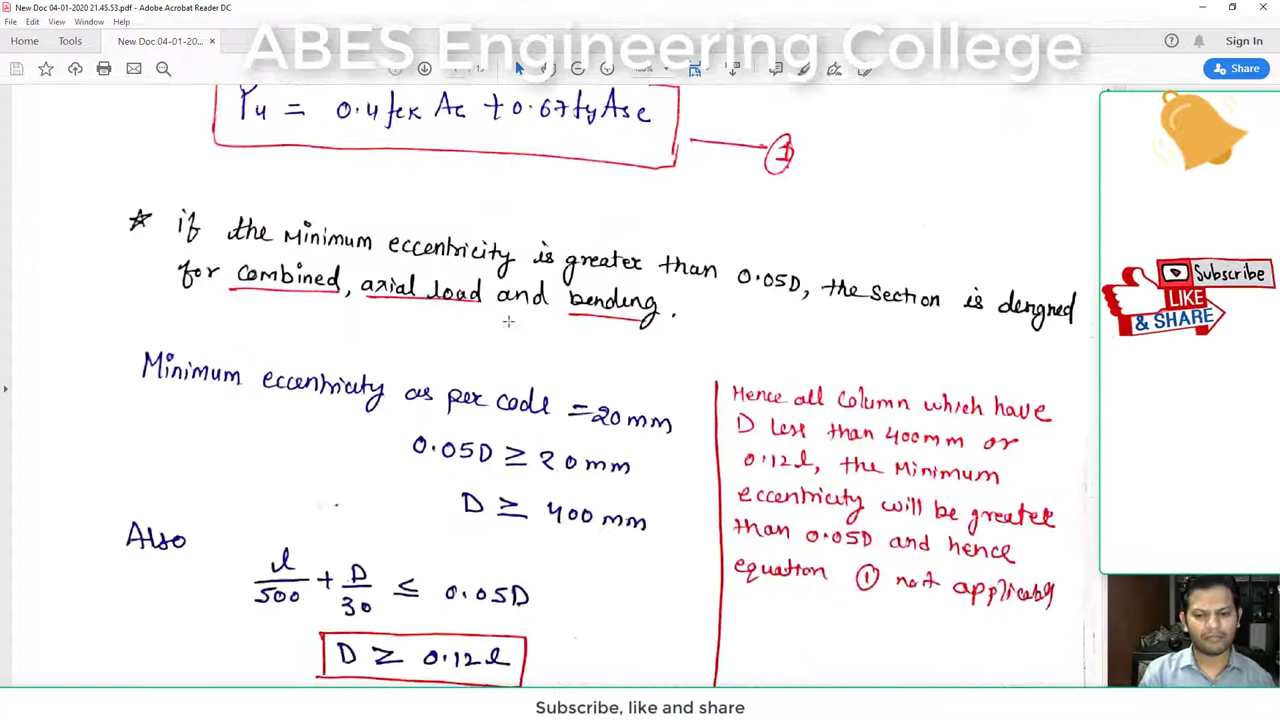 New Doc 04-01-2020 21.45.53.pdf - Adobe Acrobat Reader DC
File Edit View Window Help
Home Tools New Doc 04-01-20... × Sign In
ABES Engineering College
Share
Pu = 0.4fck Ac + 0.67fy Asc
①
☆ if the Minimum eccentricity is greater than 0.05D, the Section is designed
for combined, axial load and bending.
Minimum eccentricity as per code = 20mm
0.05D ≥ 20mm
D ≥ 400mm
Also
l/500 + D/30 ≤ 0.05D
D ≥ 0.12l
Hence all column which have
D less than 400mm or
0.12l, the Minimum
eccentricity will be greater
than 0.05D and hence
equation ① not applicable
Subscribe
LIKE
& SHARE
Subscribe, like and share